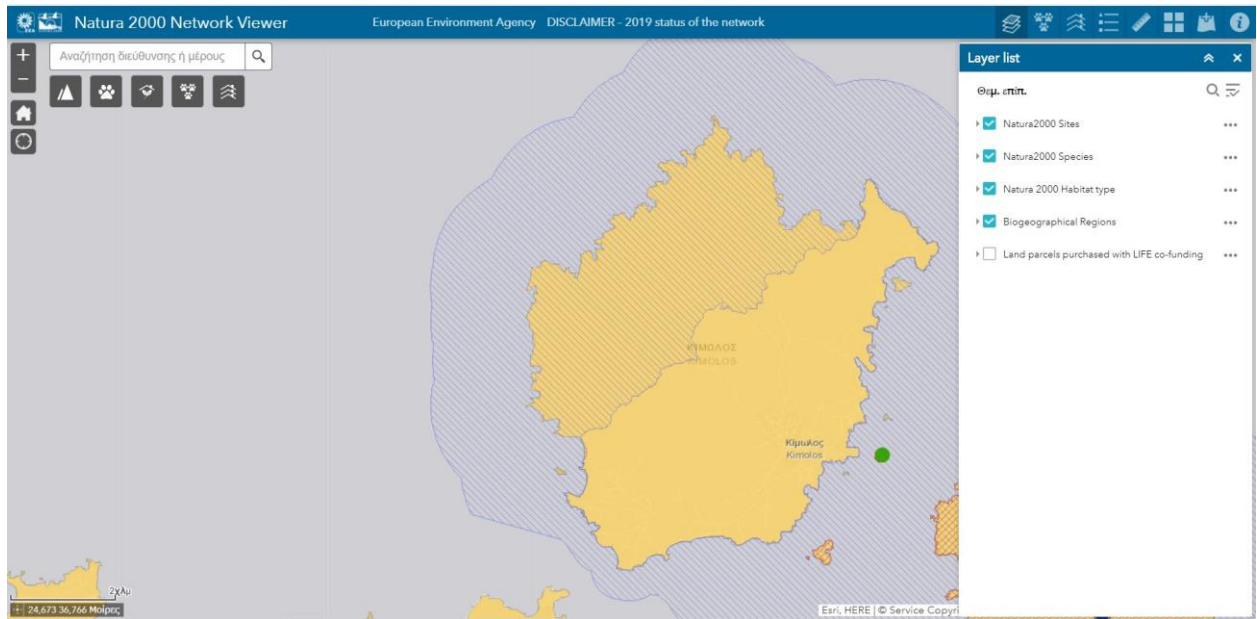 Natura 2000 Network Viewer
European Environment Agency DISCLAIMER - 2019 status of the network
Αναζήτηση διεύθυνσης ή μέρους
Layer list
Θεμ. επίπ.
Natura2000 Sites
Natura2000 Species
Natura 2000 Habitat type
Biogeographical Regions
Land parcels purchased with LIFE co-funding
ΚΙΜΩΛΟΣ
KIMOLOS
Κίμωλος
Kimolos
2χλμ
24,673 36,766 Μοίρες
Esri, HERE | © Service Copyri